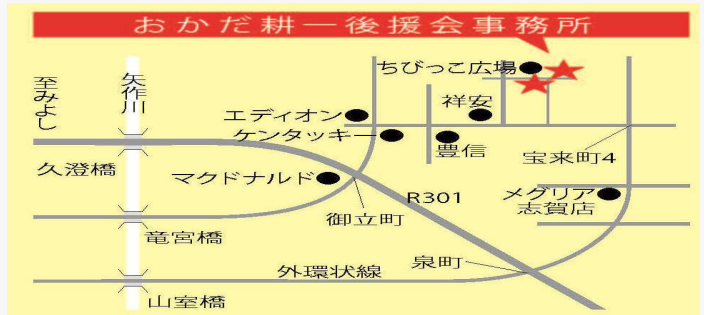 おかだ耕一後援会事務所
ちびっこ広場
至みよし
矢作川
エディオン
祥安
ケンタッキー
豊信
宝来町4
久澄橋
マクドナルド
R301
メグリア
志賀店
御立町
竜宮橋
泉町
外環状線
山室橋